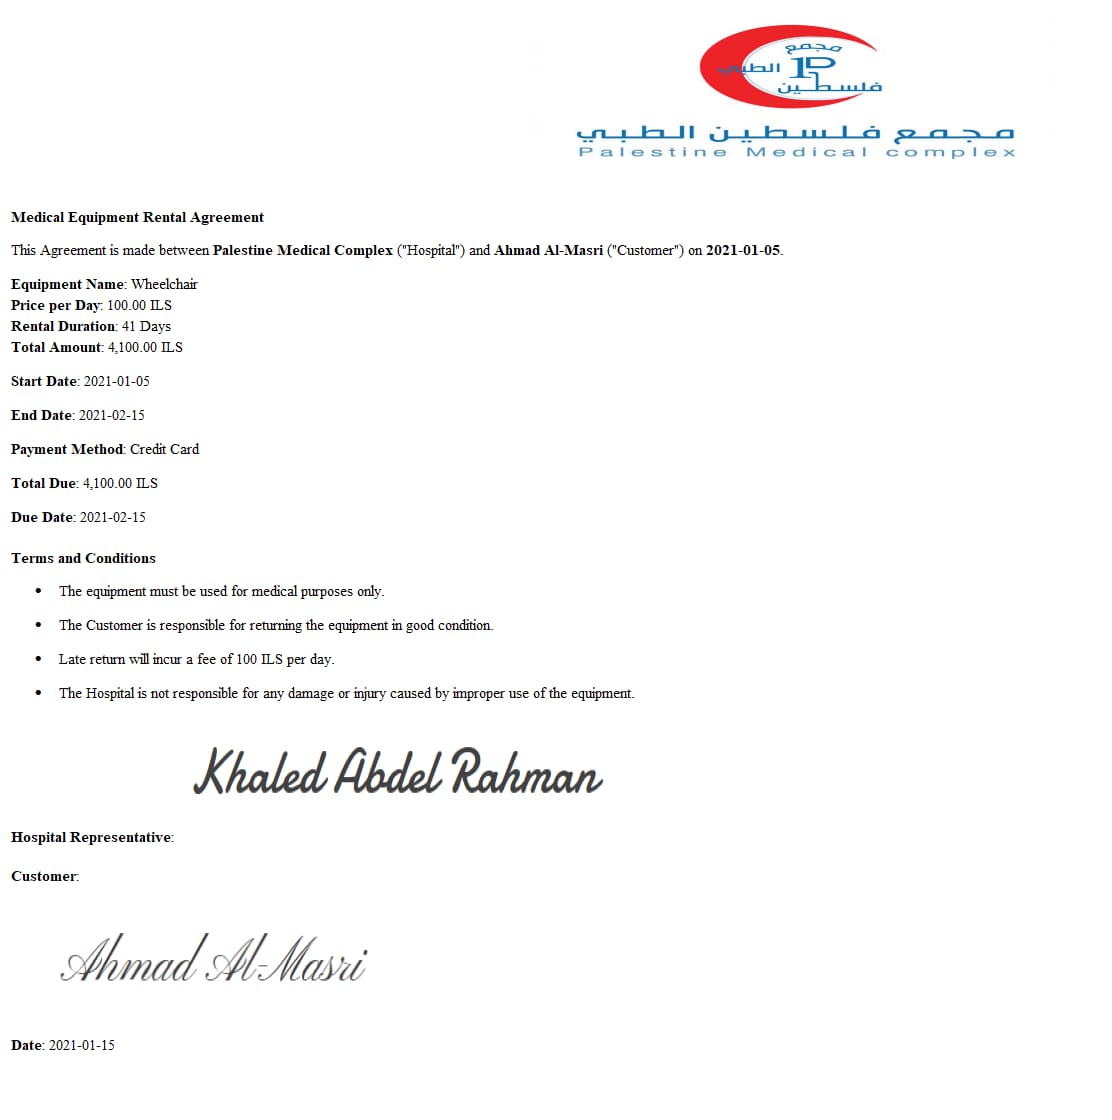 مجمع
الطبي
فلسطين
مجمع فلسطين الطبي
Palestine Medical complex
Medical Equipment Rental Agreement
This Agreement is made between Palestine Medical Complex ("Hospital") and Ahmad Al-Masri ("Customer") on 2021-01-05.
Equipment Name: Wheelchair
Price per Day: 100.00 ILS
Rental Duration: 41 Days
Total Amount: 4,100.00 ILS
Start Date: 2021-01-05
End Date: 2021-02-15
Payment Method: Credit Card
Total Due: 4,100.00 ILS
Due Date: 2021-02-15
Terms and Conditions
• The equipment must be used for medical purposes only.
• The Customer is responsible for returning the equipment in good condition.
• Late return will incur a fee of 100 ILS per day.
• The Hospital is not responsible for any damage or injury caused by improper use of the equipment.
Khaled Abdel Rahman
Hospital Representative:
Customer:
Ahmad Al-Masri
Date: 2021-01-15